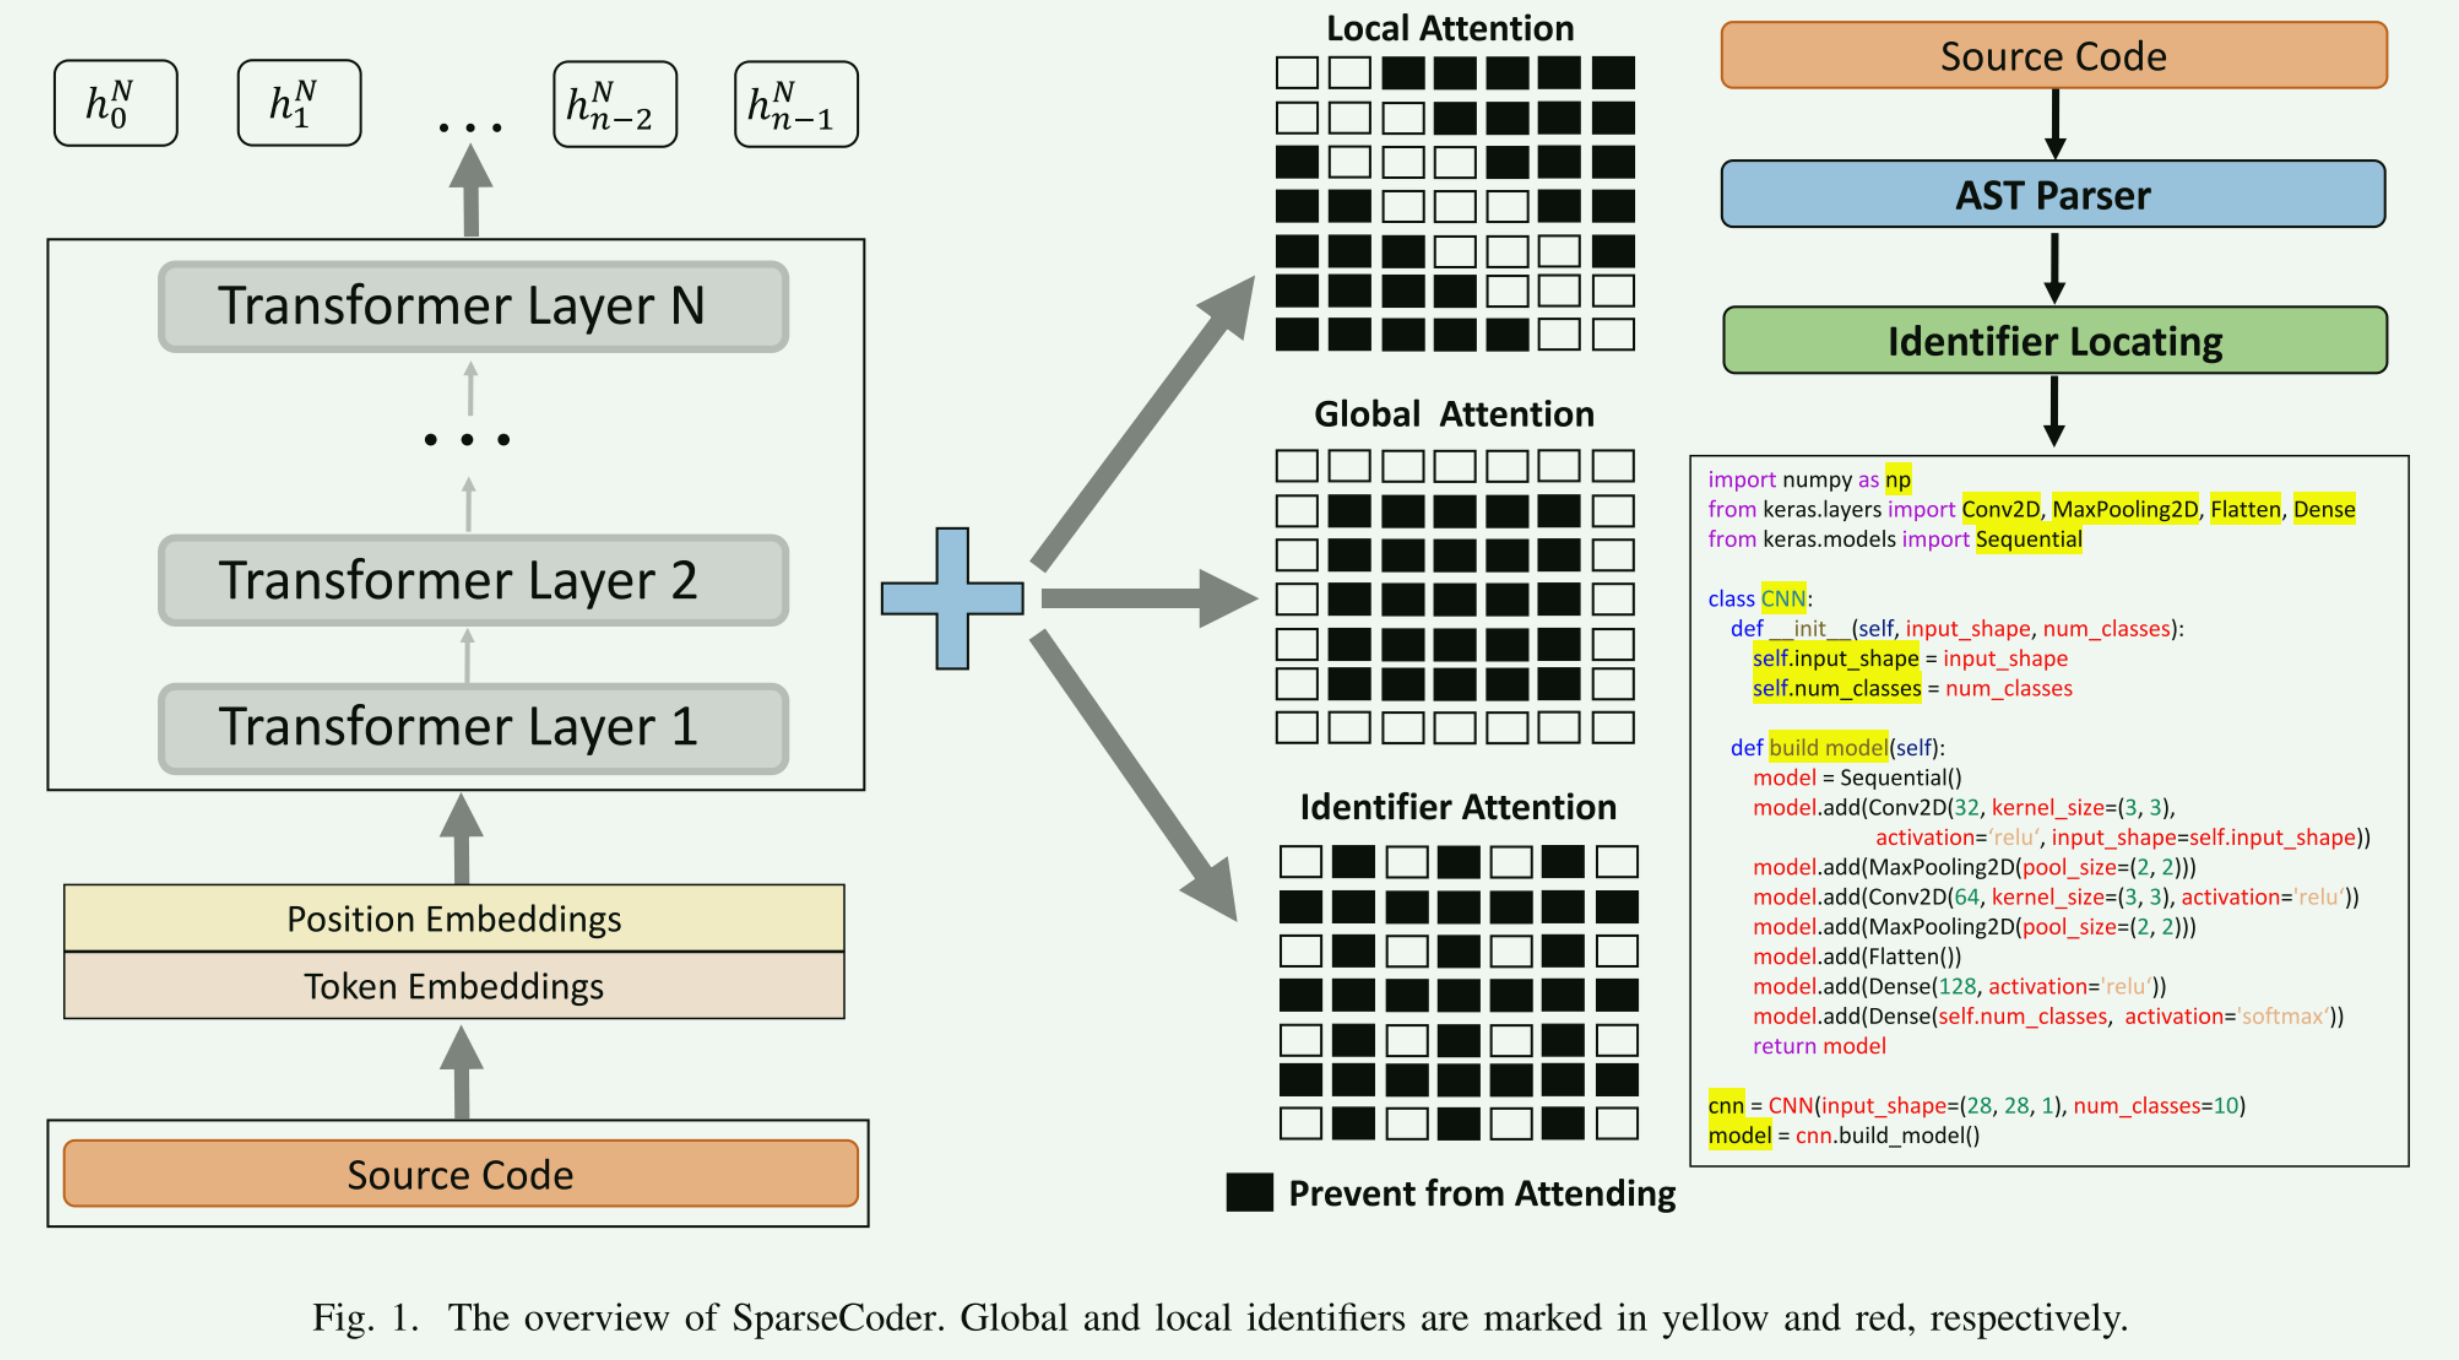 h_0^N h_1^N ... h_{n-2}^N h_{n-1}^N
Transformer Layer N
...
Transformer Layer 2
Transformer Layer 1
Position Embeddings
Token Embeddings
Source Code
Local Attention
Global Attention
Identifier Attention
Prevent from Attending
Source Code
AST Parser
Identifier Locating
import numpy as np
from keras.layers import Conv2D, MaxPooling2D, Flatten, Dense
from keras.models import Sequential
class CNN:
def __init__(self, input_shape, num_classes):
self.input_shape = input_shape
self.num_classes = num_classes
def build model(self):
model = Sequential()
model.add(Conv2D(32, kernel_size=(3, 3),
activation=‘relu‘, input_shape=self.input_shape))
model.add(MaxPooling2D(pool_size=(2, 2)))
model.add(Conv2D(64, kernel_size=(3, 3), activation='relu‘))
model.add(MaxPooling2D(pool_size=(2, 2)))
model.add(Flatten())
model.add(Dense(128, activation='relu‘))
model.add(Dense(self.num_classes, activation='softmax‘))
return model
cnn = CNN(input_shape=(28, 28, 1), num_classes=10)
model = cnn.build_model()
Fig. 1. The overview of SparseCoder. Global and local identifiers are marked in yellow and red, respectively.